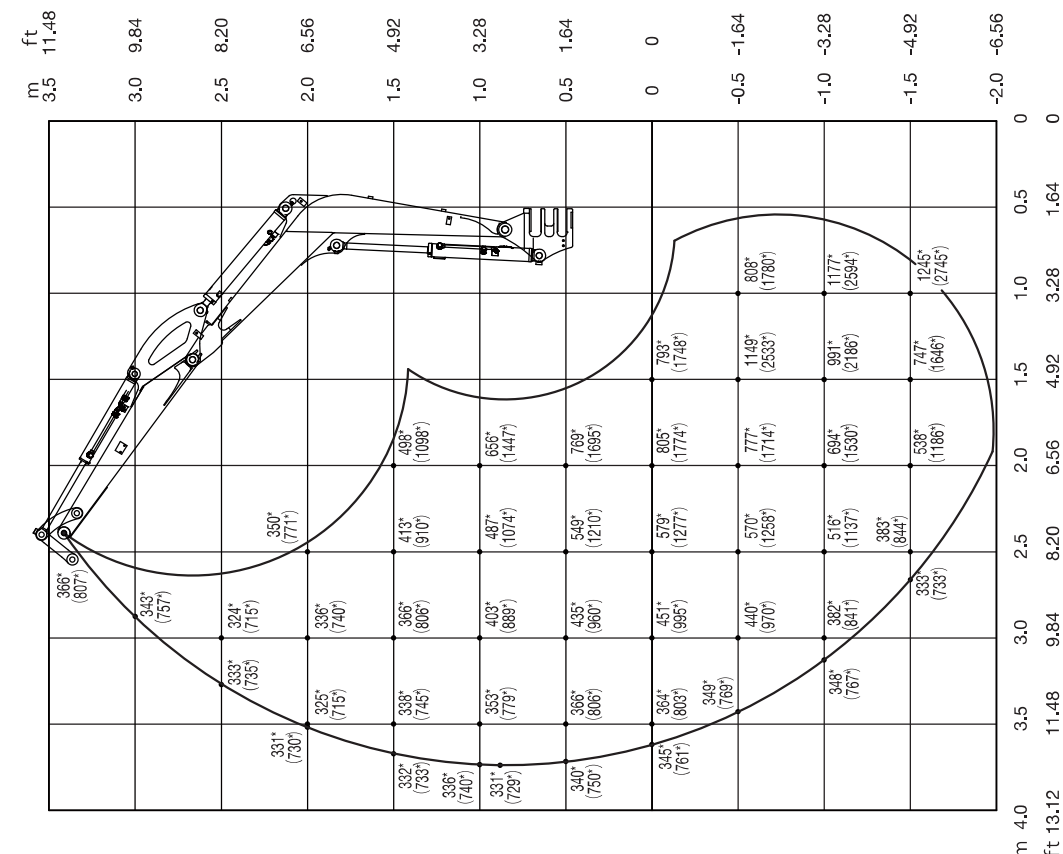 ft 11.48 9.84 8.20 6.56 4.92 3.28 1.64 0 -1.64 -3.28 -4.92 -6.56
m 3.5 3.0 2.5 2.0 1.5 1.0 0.5 0 -0.5 -1.0 -1.5 -2.0
0 0
0.5 1.64
808* 1177* 1245*
(1780*) (2594*) (2745*)
1.0 3.28
793* 1149* 991* 747*
(1748*) (2533*) (2186*) (1646*)
1.5 4.92
498* 656* 769* 805* 777* 694* 538*
(1098*) (1447*) (1695*) (1774*) (1714*) (1530*) (1186*)
2.0 6.56
350* 413* 487* 549* 579* 570* 516* 383*
(771*) (910*) (1074*) (1210*) (1277*) (1258*) (1137*) (844*)
2.5 8.20
366* 343* 324* 336* 366* 403* 435* 451* 440* 382* 333*
(807*) (757*) (715*) (740*) (806*) (889*) (960*) (995*) (970*) (841*) (733*)
3.0 9.84
333* 325* 338* 353* 366* 364* 349* 348*
(735*) (715*) (745*) (779*) (806*) (803*) (769*) (767*)
3.5 11.48
331* 332* 336* 331* 340* 345*
(730*) (733*) (740*) (729*) (750*) (761*)
m 4.0
ft 13.12